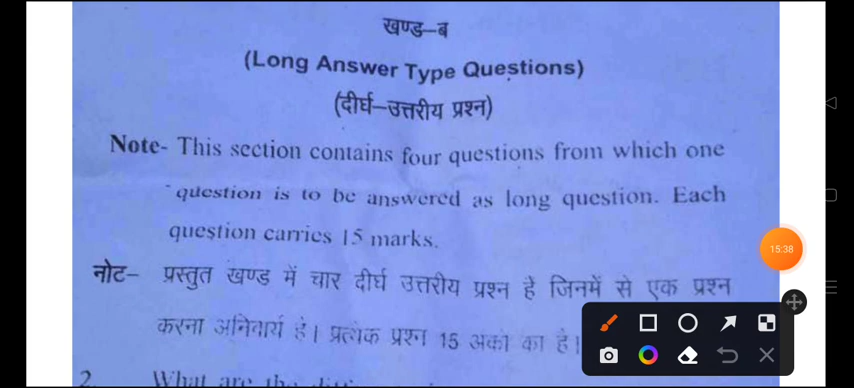 खण्ड–ब
(Long Answer Type Questions)
(दीर्घ–उत्तरीय प्रश्न)
Note- This section contains four questions from which one
question is to be answered as long question. Each
question carries 15 marks.
नोट– प्रस्तुत खण्ड में चार दीर्घ उत्तरीय प्रश्न हैं जिनमें से एक प्रश्न
करना अनिवार्य है। प्रत्येक प्रश्न 15 अंकों का है।
15:38
2. What are the